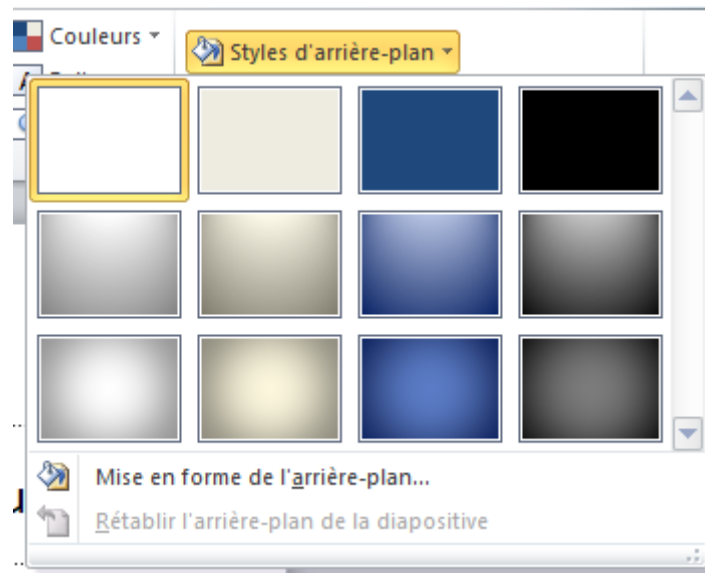 Couleurs
Styles d'arrière-plan
Mise en forme de l'arrière-plan...
Rétablir l'arrière-plan de la diapositive